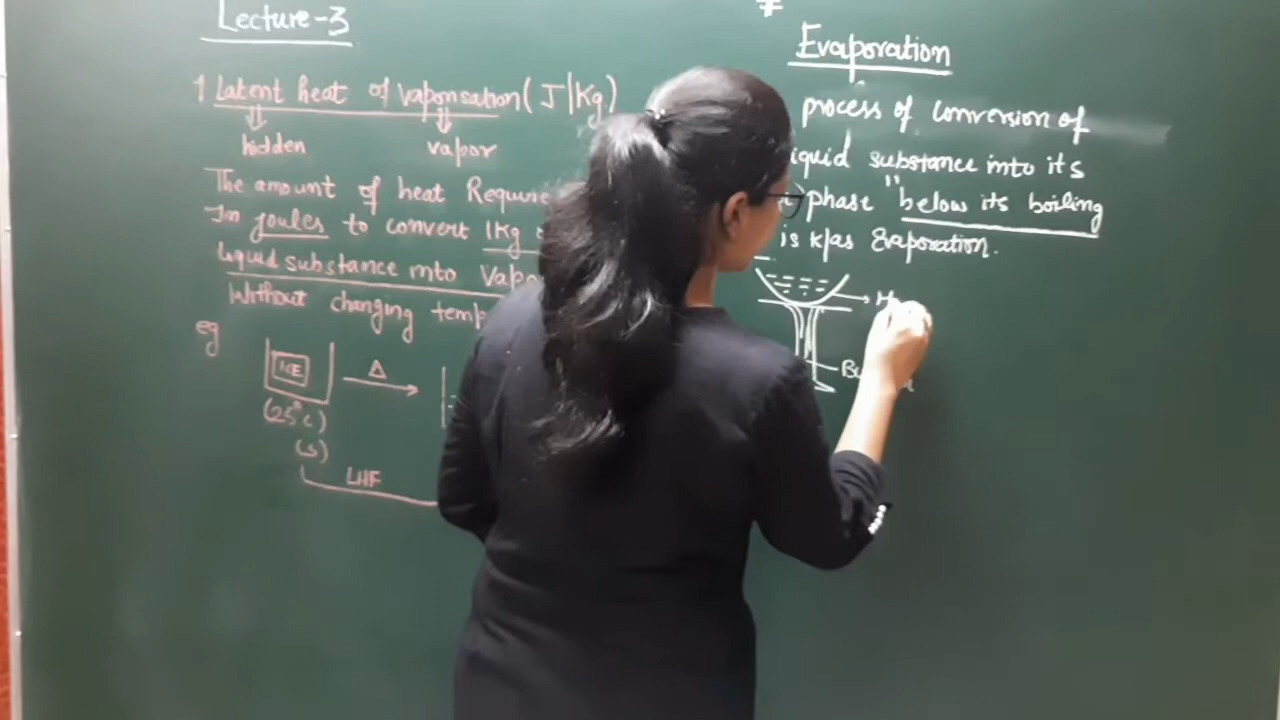 Lecture-3
1 Latent heat of vaporisation (J|Kg)
hidden
vapor
The amount of heat Require
In joules to convert 1Kg
liquid substance into Vapo
Without changing temp
eg
ICE
Δ
(25°C)
(s)
LHF
Evaporation
process of conversion of
iquid substance into its
phase "below its boiling
is k/as Evaporation.
H